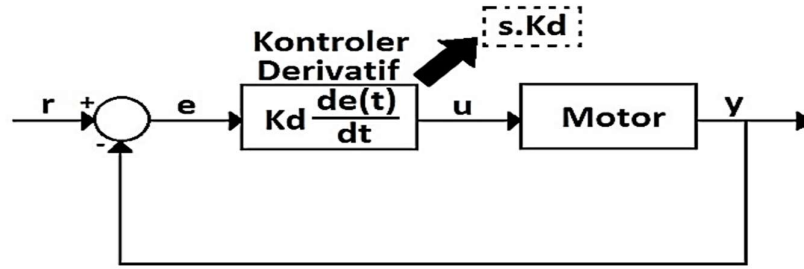 s.Kd
Kontroler
Derivatif
r
+
-
e
Kd de(t)/dt
u
Motor
y